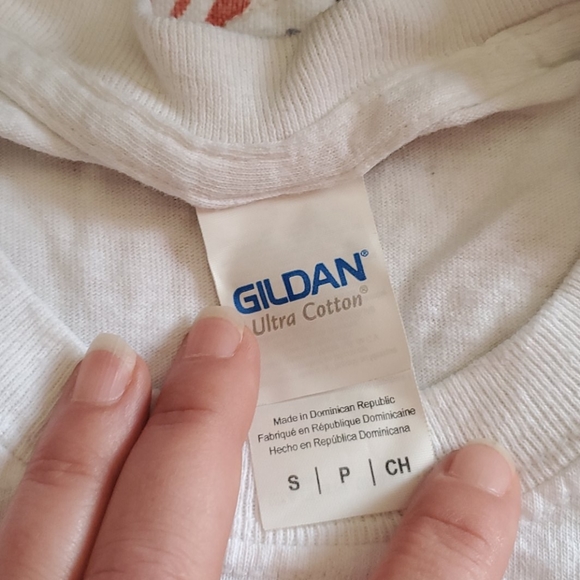 GILDAN®
Ultra Cotton®
Made in Dominican Republic
Fabriqué en République Dominicaine
Hecho en República Dominicana
S | P | CH